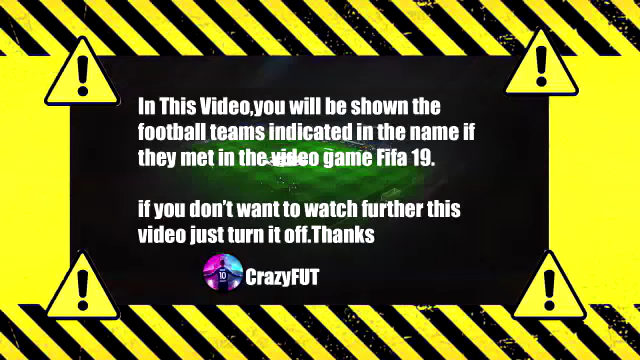 In This Video,you will be shown the
football teams indicated in the name if
they met in the video game Fifa 19.
if you don't want to watch further this
video just turn it off.Thanks
CrazyFUT